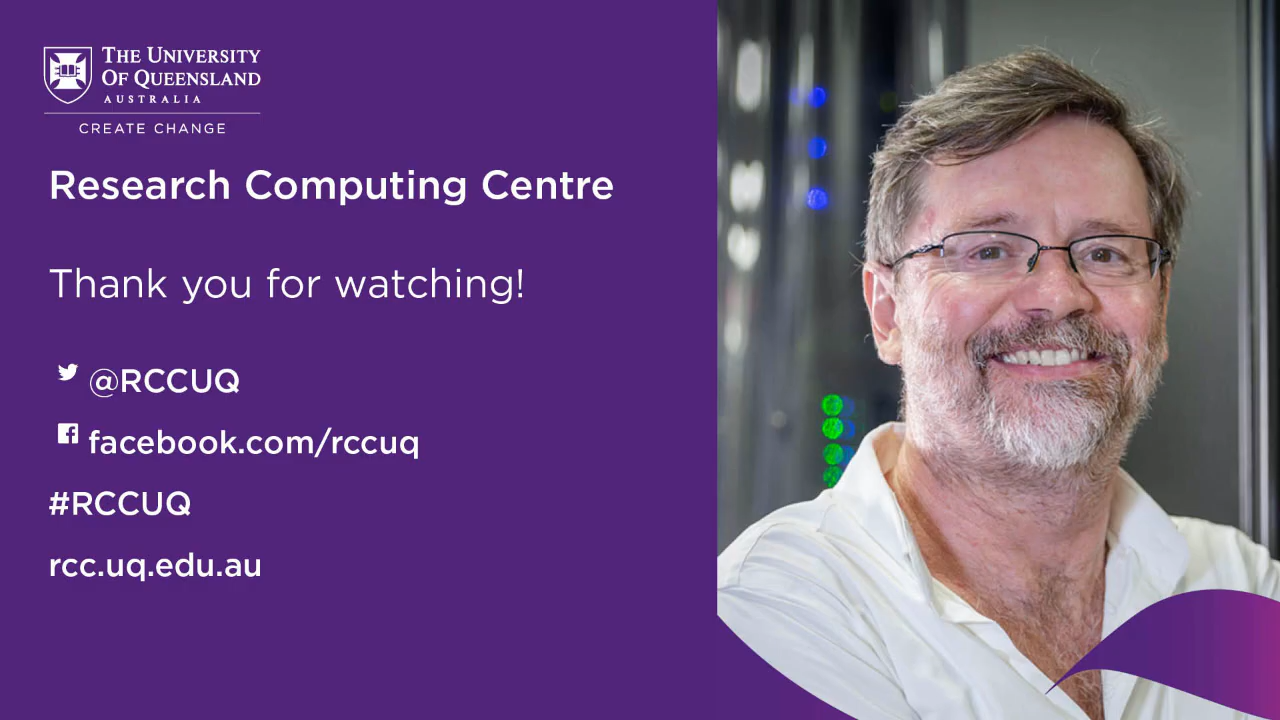 THE UNIVERSITY
OF QUEENSLAND
AUSTRALIA
CREATE CHANGE
Research Computing Centre
Thank you for watching!
@RCCUQ
facebook.com/rccuq
#RCCUQ
rcc.uq.edu.au